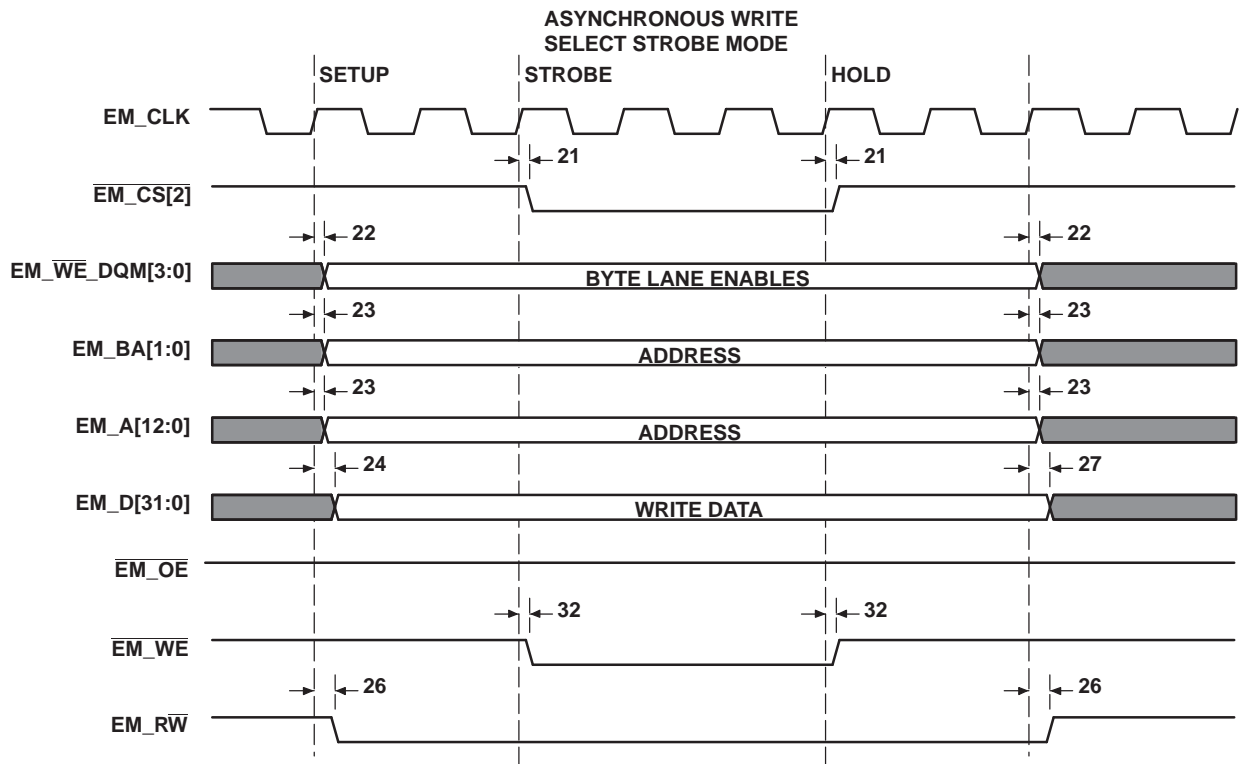 ASYNCHRONOUS WRITE
SELECT STROBE MODE
SETUP STROBE HOLD
EM_CLK
21 21
EM_CS[2]
22 22
EM_WE_DQM[3:0] BYTE LANE ENABLES
23 23
EM_BA[1:0] ADDRESS
23 23
EM_A[12:0] ADDRESS
24 27
EM_D[31:0] WRITE DATA
EM_OE
32 32
EM_WE
26 26
EM_RW